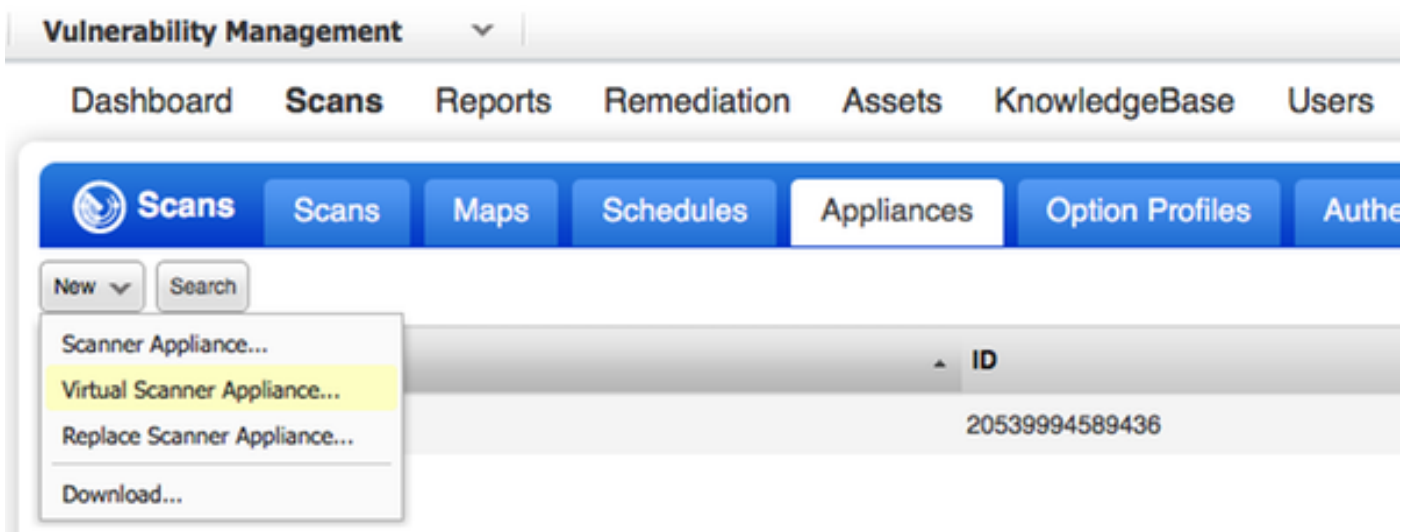 Vulnerability Management
Dashboard Scans Reports Remediation Assets KnowledgeBase Users
Scans Scans Maps Schedules Appliances Option Profiles Authe
New Search
Scanner Appliance...
ID
Virtual Scanner Appliance...
Replace Scanner Appliance...
20539994589436
Download...